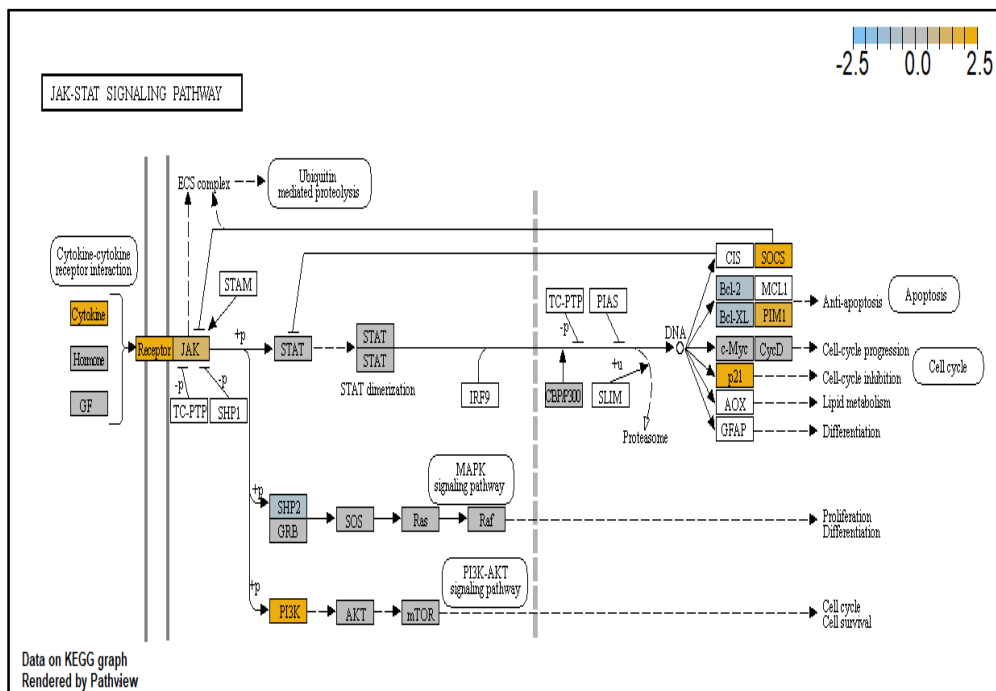 -2.5 0.0 2.5
JAK-STAT SIGNALING PATHWAY
ECS complex
Ubiquitin
mediated proteolysis
Cytokine-cytokine
receptor interaction
STAM
TC-PTP
PIAS
CIS
SOCS
Bcl-2
MCL1
Bcl-XL
PIM1
Anti-apoptosis
Apoptosis
Cytokine
Hormone
GF
Receptor
JAK
+p
STAT
STAT
STAT
STAT dimerization
-p
DNA
c-Myc
CycD
Cell-cycle progression
p21
Cell-cycle inhibition
Cell cycle
AOX
Lipid metabolism
GFAP
Differentiation
-p
-p
TC-PTP
SHP1
IRF9
CBP/P300
+u
SLIM
Proteasome
MAPK
signaling pathway
+p
SHP2
GRB
SOS
Ras
Raf
Proliferation
Differentiation
PI3K-AKT
signaling pathway
+p
PI3K
AKT
mTOR
Cell cycle
Cell survival
Data on KEGG graph
Rendered by Pathview